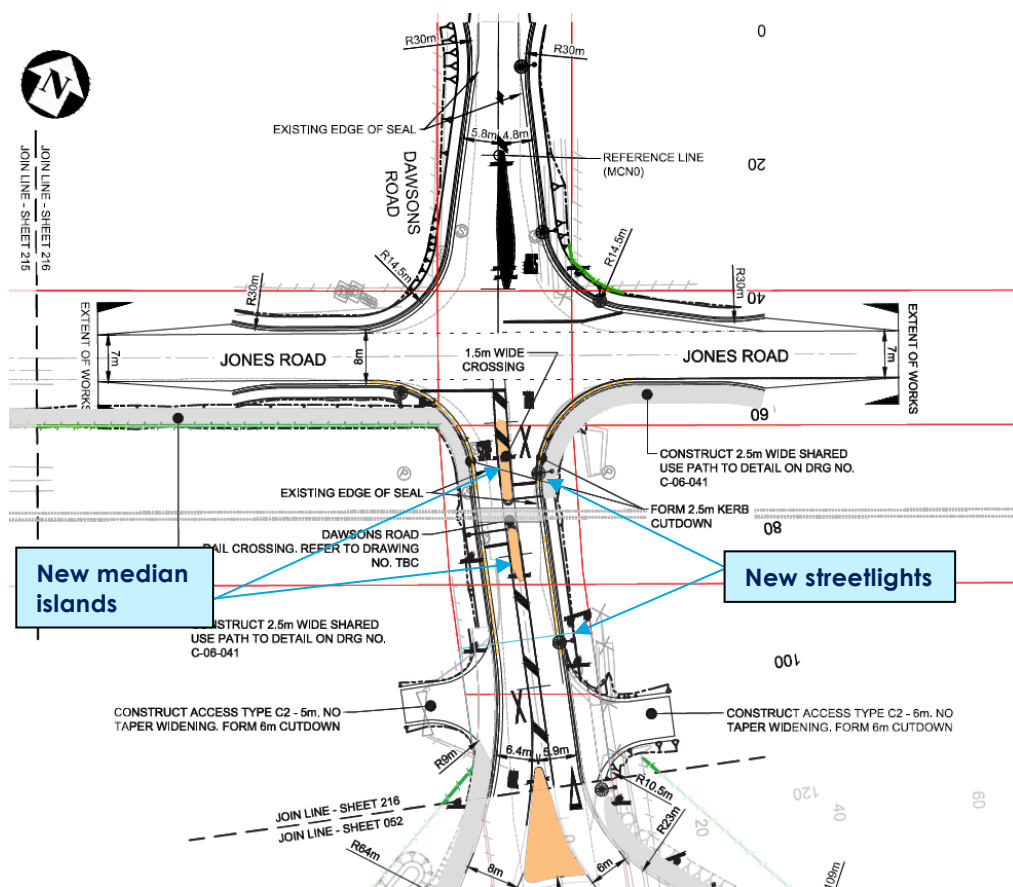 R30m
R30m
0
N
EXISTING EDGE OF SEAL
5.8m
4.8m
REFERENCE LINE
(MCN0)
20
DAWSONS
ROAD
JOIN LINE - SHEET 216
JOIN LINE - SHEET 215
R14.5m
R14.5m
R30m
R30m
40
EXTENT OF WORKS
7m
JONES ROAD
8m
1.5m WIDE
CROSSING
JONES ROAD
7m
EXTENT OF WORKS
60
CONSTRUCT 2.5m WIDE SHARED
USE PATH TO DETAIL ON DRG NO.
C-06-041
EXISTING EDGE OF SEAL
FORM 2.5m KERB
CUTDOWN
80
DAWSONS ROAD
RAIL CROSSING. REFER TO DRAWING
NO. TBC
New median
islands
New streetlights
CONSTRUCT 2.5m WIDE SHARED
USE PATH TO DETAIL ON DRG NO.
C-06-041
100
CONSTRUCT ACCESS TYPE C2 - 5m. NO
TAPER WIDENING. FORM 6m CUTDOWN
CONSTRUCT ACCESS TYPE C2 - 6m. NO
TAPER WIDENING. FORM 6m CUTDOWN
6.4m
5.9m
R9m
R10.5m
120
40
60
JOIN LINE - SHEET 216
JOIN LINE - SHEET 052
20
0
R23m
R64m
8m
6m
109m